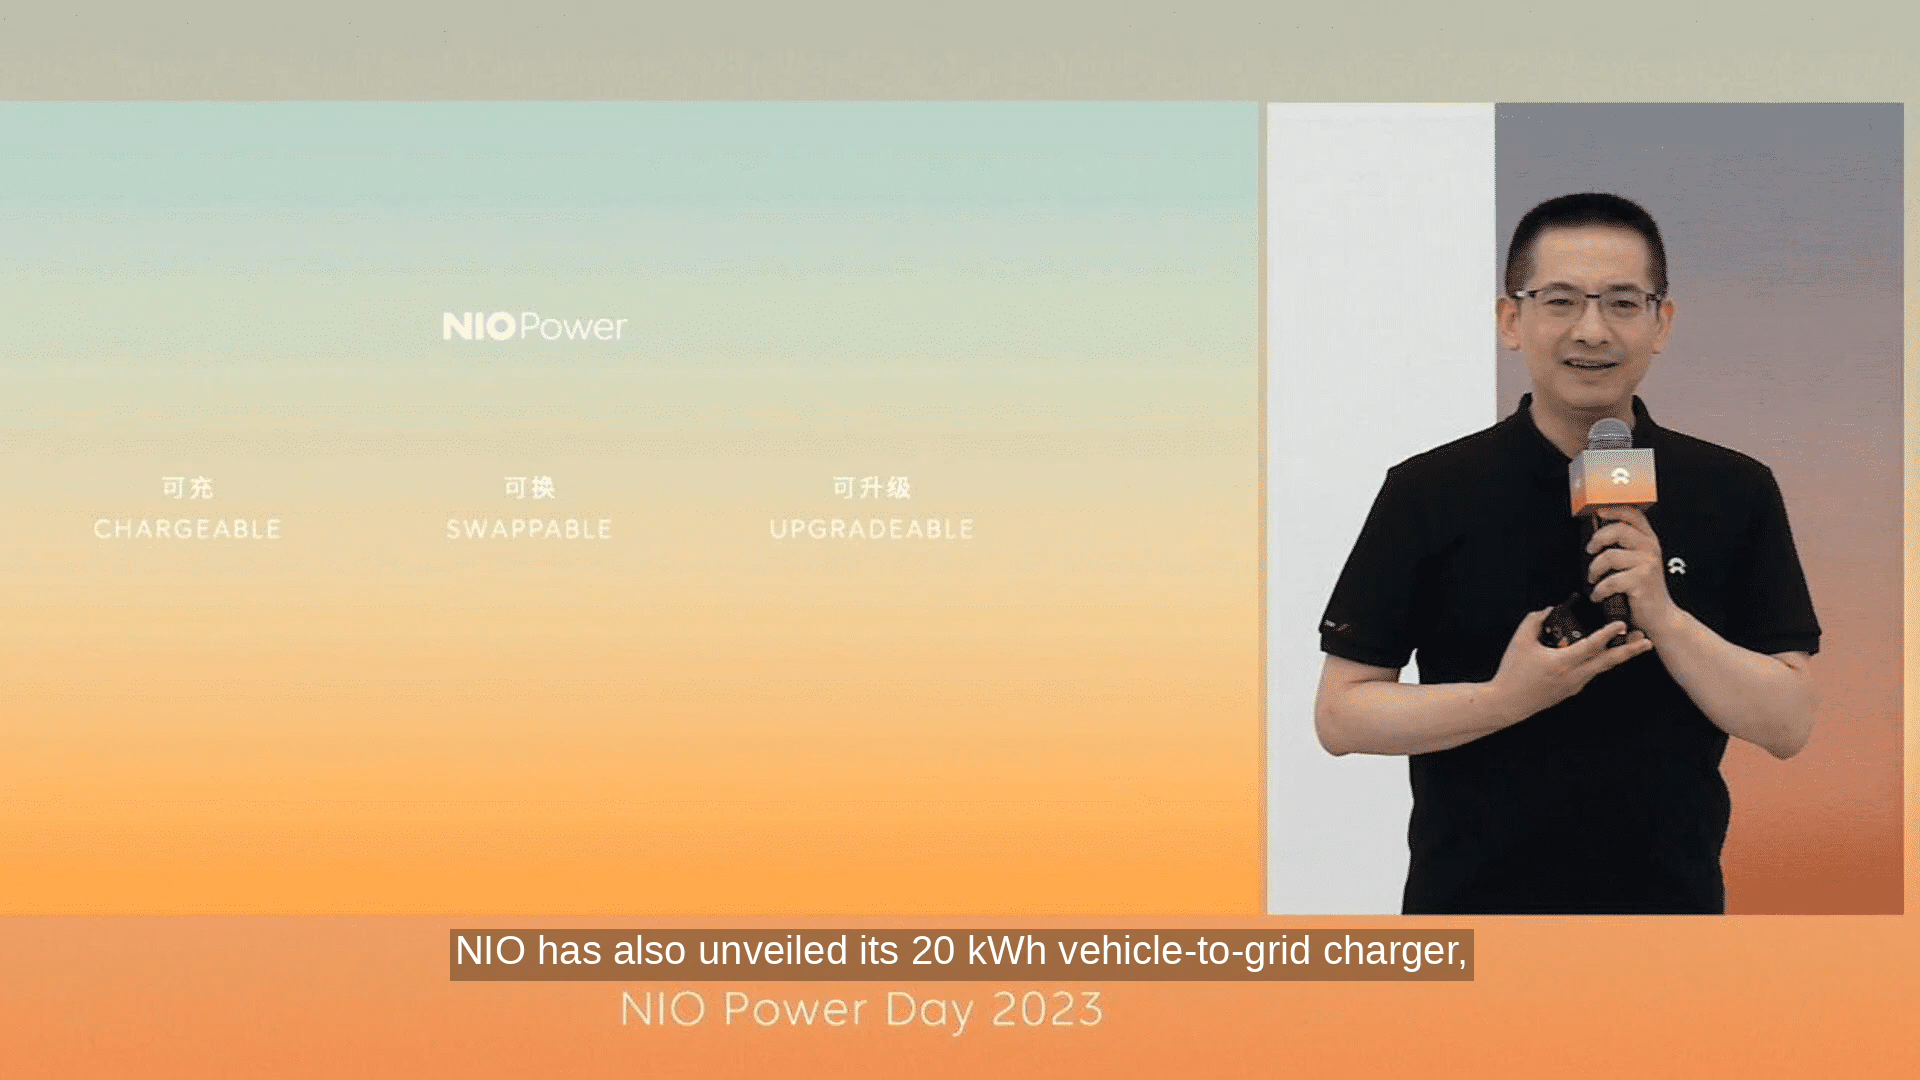 NIO Power
可充
CHARGEABLE
可换
SWAPPABLE
可升级
UPGRADEABLE
NIO has also unveiled its 20 kWh vehicle-to-grid charger,
NIO Power Day 2023